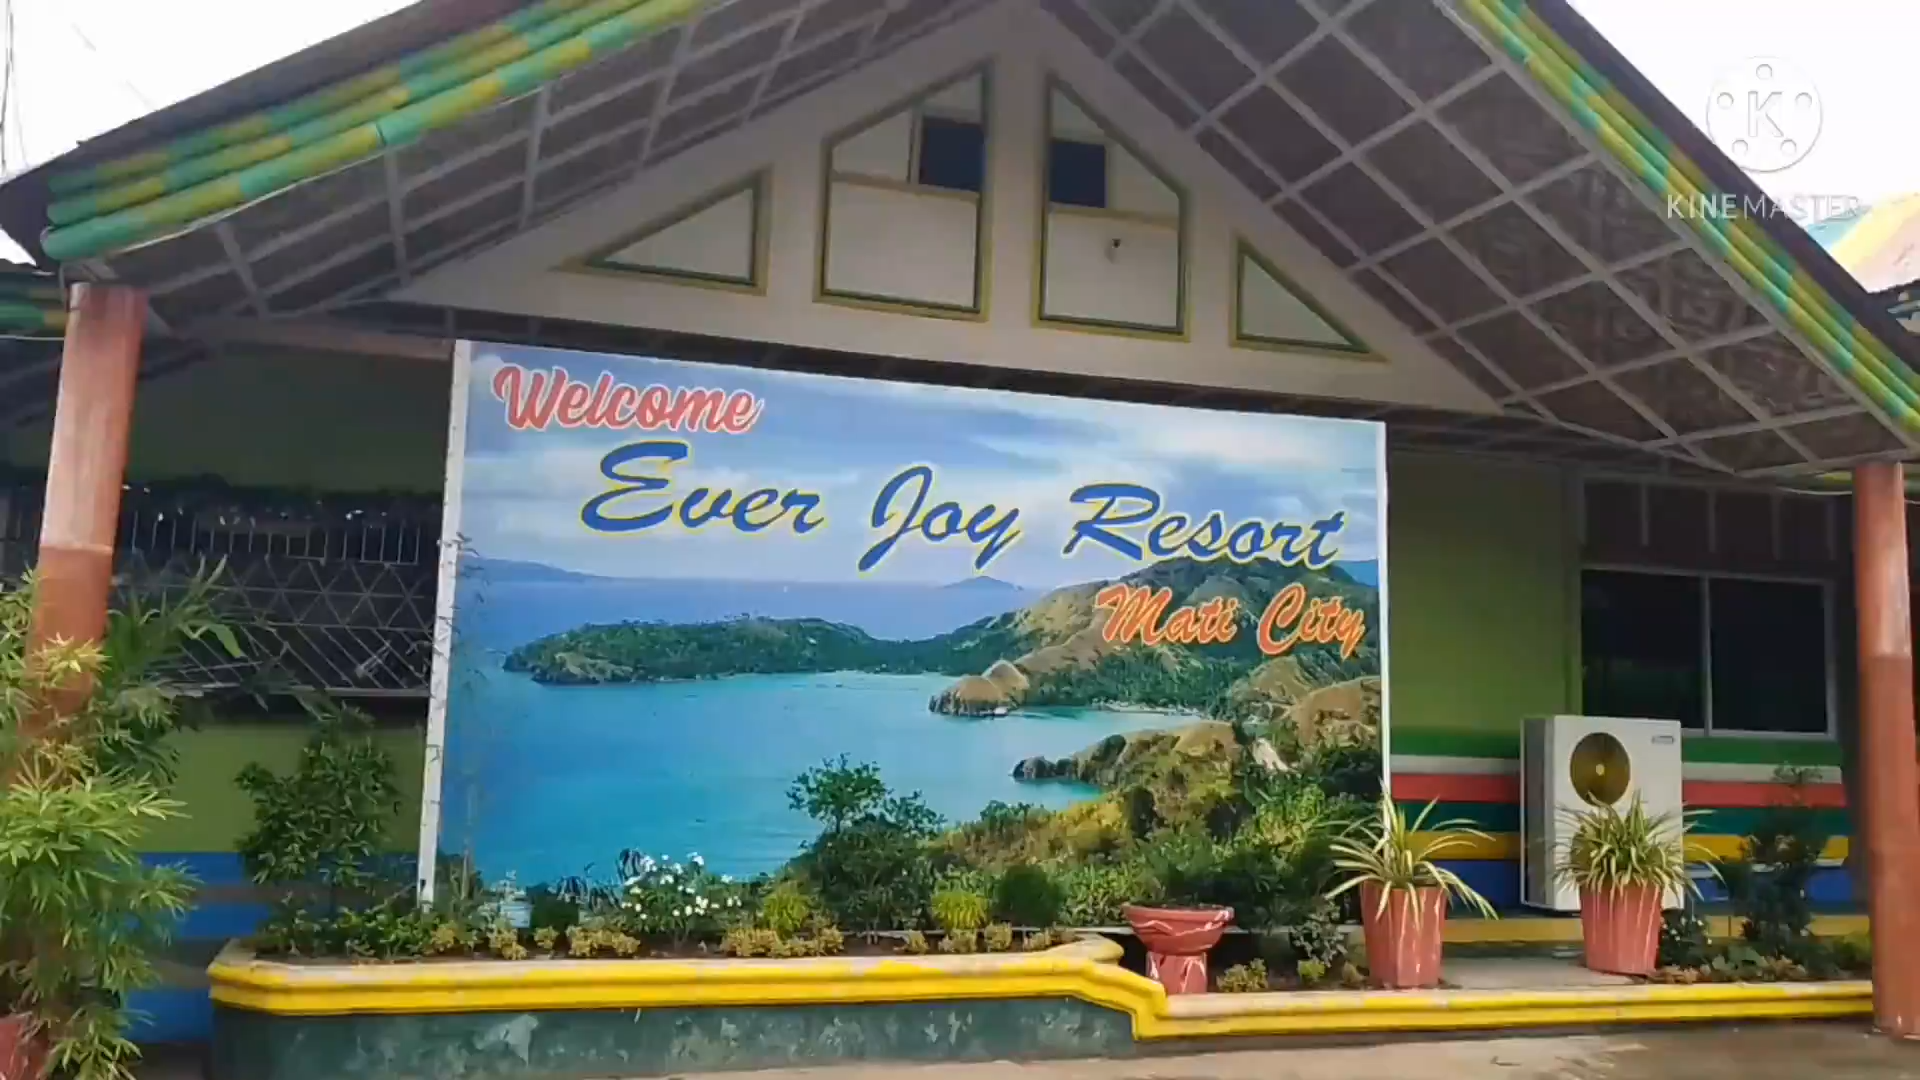 K
KINEMASTER
Welcome
Ever Joy Resort
Mati City